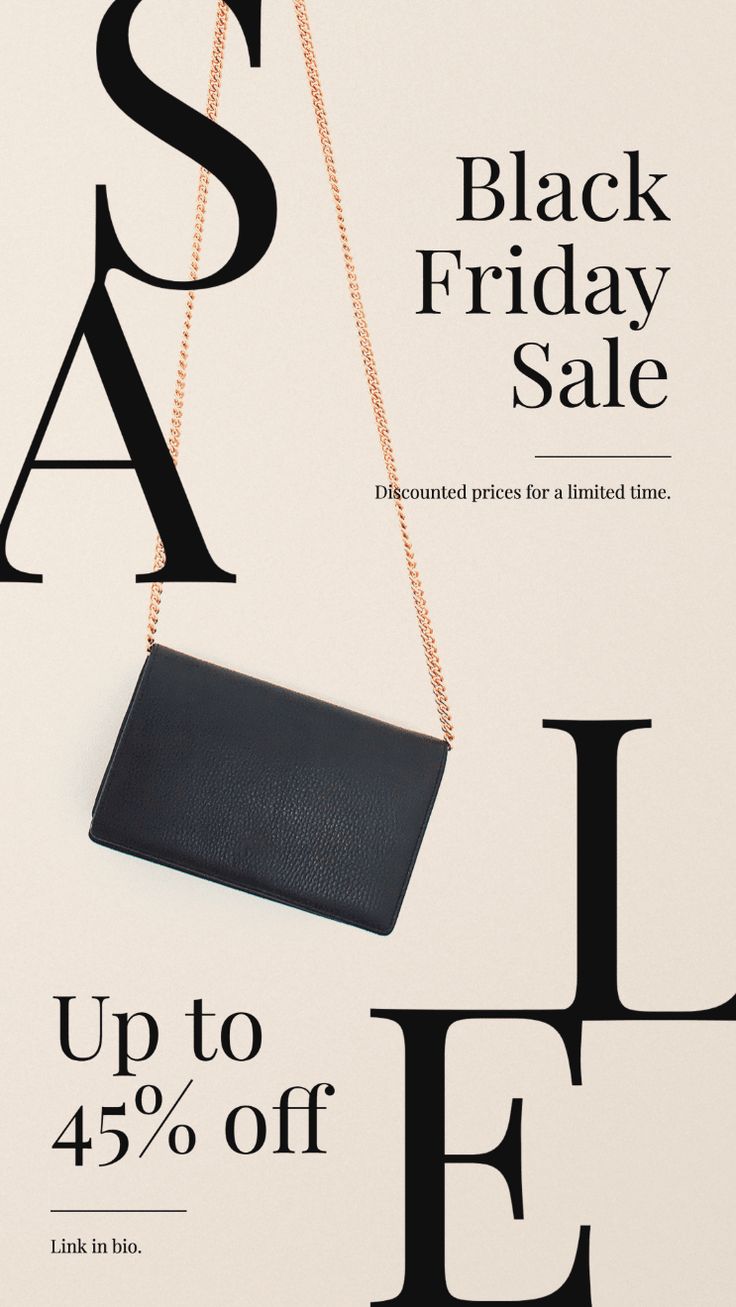 S
A
Black
Friday
Sale
Discounted prices for a limited time.
L
E
Up to
45% off
Link in bio.